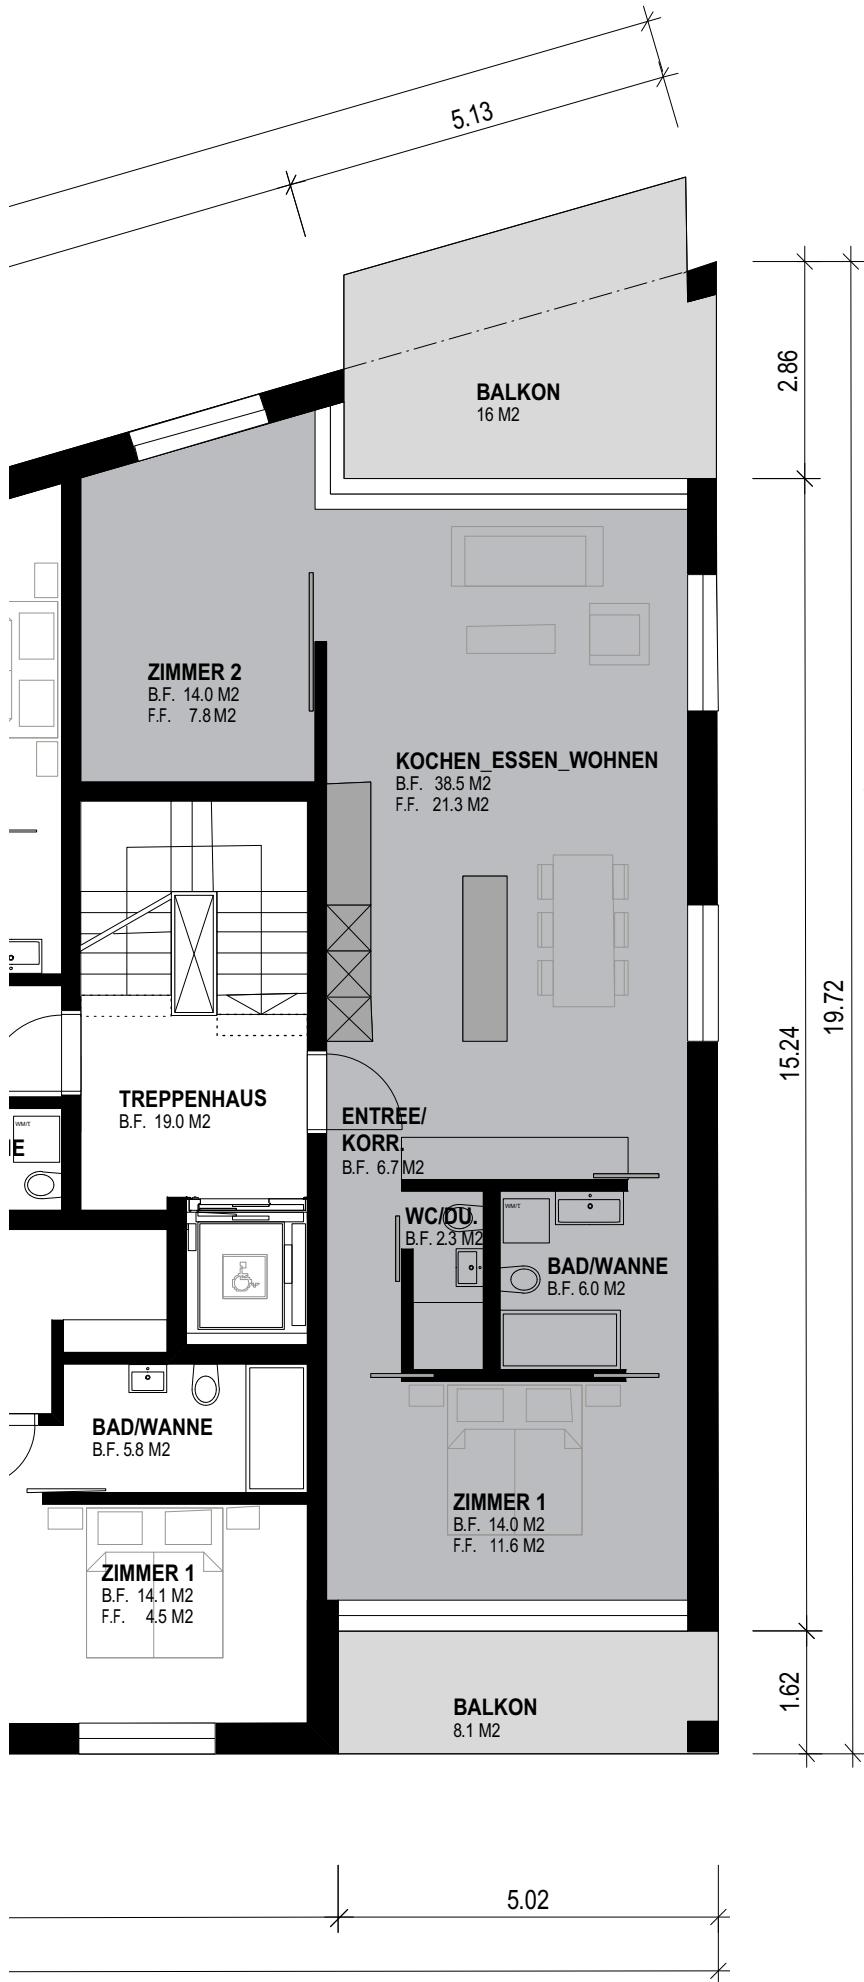 5.13
BALKON
16 M2
2.86
ZIMMER 2
B.F. 14.0 M2
F.F. 7.8 M2
KOCHEN_ESSEN_WOHNEN
B.F. 38.5 M2
F.F. 21.3 M2
19.72
15.24
TREPPENHAUS
B.F. 19.0 M2
ENTREE/
KORR.
B.F. 6.7 M2
WM/T
E
WC/DU.
B.F. 2.3 M2
WM/T
BAD/WANNE
B.F. 6.0 M2
BAD/WANNE
B.F. 5.8 M2
ZIMMER 1
B.F. 14.0 M2
F.F. 11.6 M2
ZIMMER 1
B.F. 14.1 M2
F.F. 4.5 M2
BALKON
8.1 M2
1.62
5.02